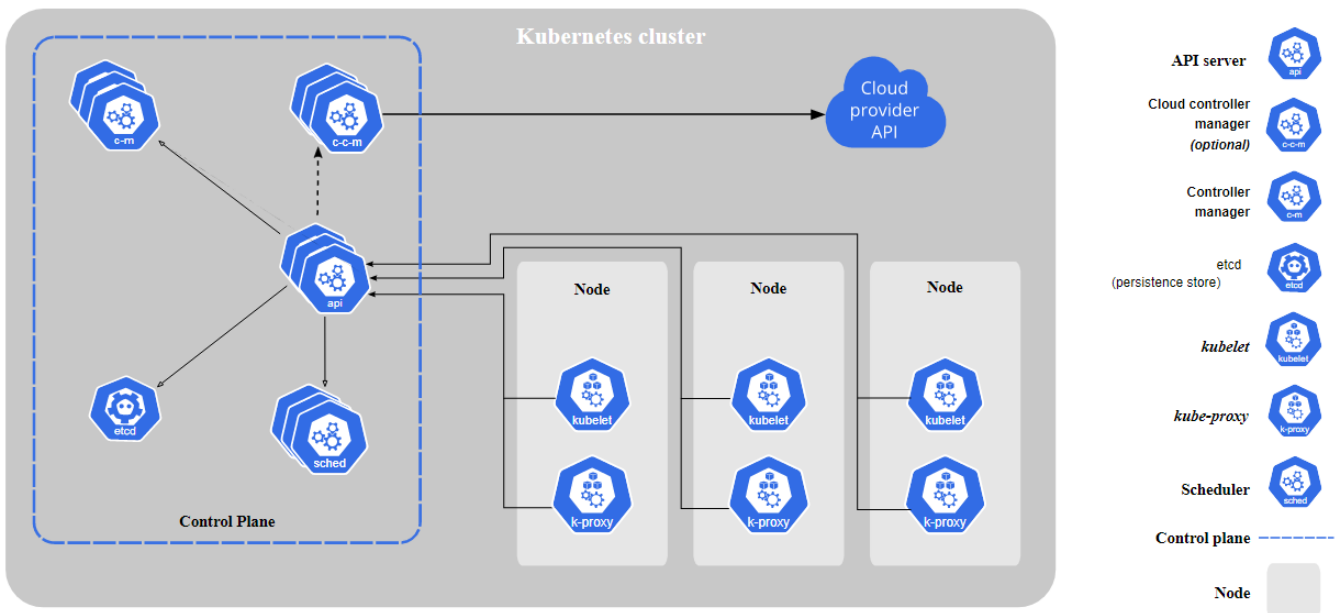 Kubernetes cluster
c-m
c-c-m
Cloud
provider
API
api
etcd
sched
Control Plane
Node
Node
Node
kubelet
kubelet
kubelet
k-proxy
k-proxy
k-proxy
API server
api
Cloud controller
manager
(optional)
c-c-m
Controller
manager
c-m
etcd
(persistence store)
etcd
kubelet
kubelet
kube-proxy
k-proxy
Scheduler
sched
Control plane
Node